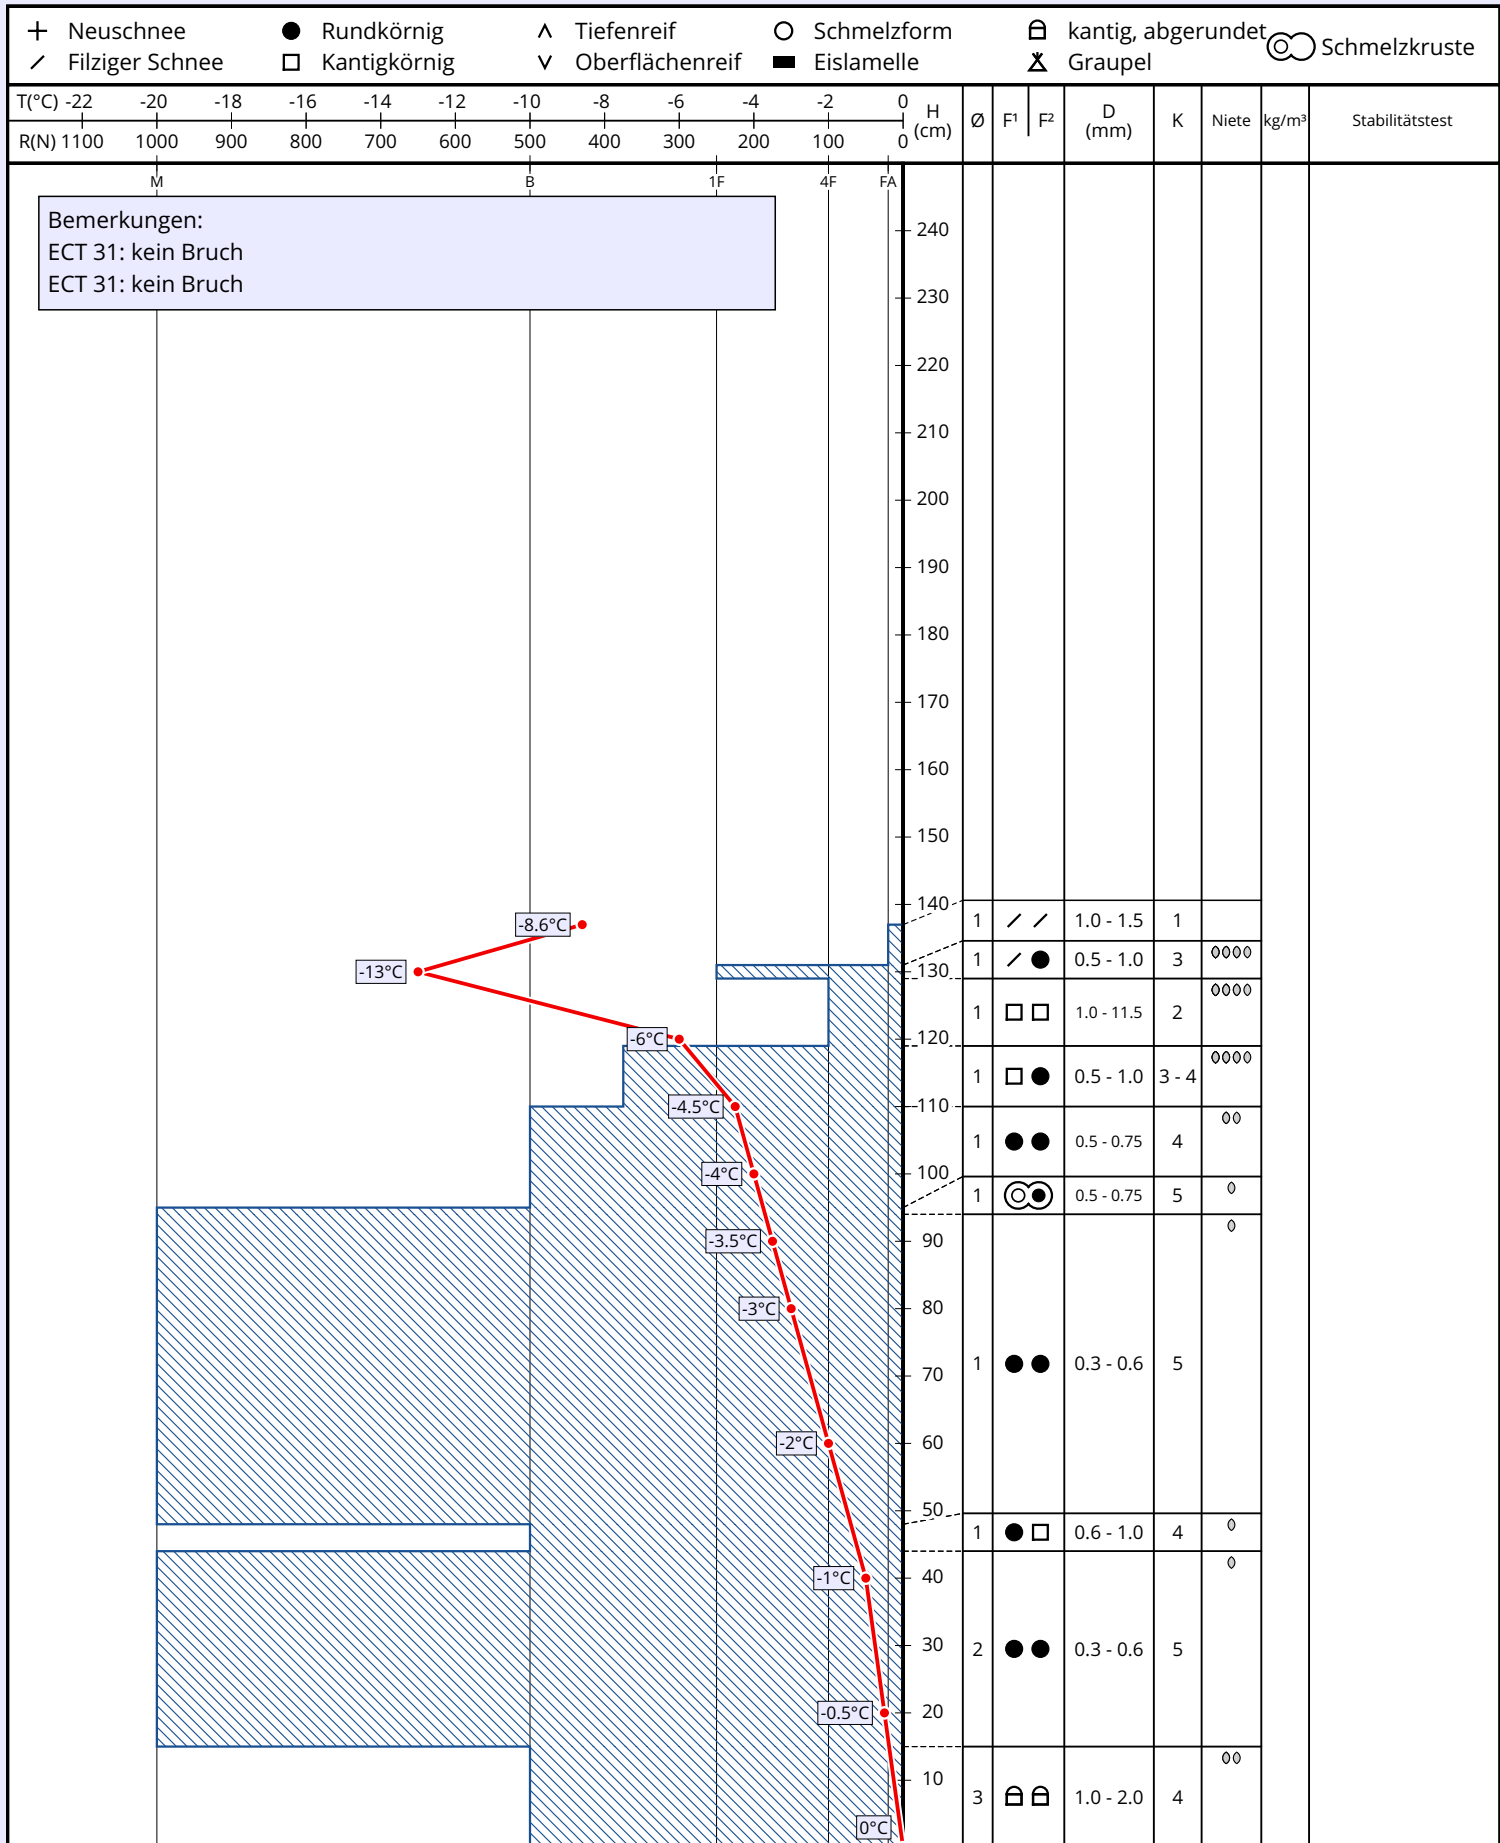 Neuschnee Rundkörnig Tiefenreif Schmelzform kantig, abgerundet Schmelzkruste
Filziger Schnee Kantigkörnig Oberflächenreif Eislamelle Graupel
T(°C) -22 -20 -18 -16 -14 -12 -10 -8 -6 -4 -2 0
R(N) 1100 1000 900 800 700 600 500 400 300 200 100 0
H (cm) Ø F¹ F² D (mm) K Niete kg/m³ Stabilitätstest
M B 1F 4F FA
Bemerkungen:
ECT 31: kein Bruch
ECT 31: kein Bruch
240
230
220
210
200
190
180
170
160
150
140
-8.6°C 1 1.0 - 1.5 1
-13°C 130 1 0.5 - 1.0 3
1 1.0 - 11.5 2
-6°C 120
1 0.5 - 1.0 3 - 4
-4.5°C 110
1 0.5 - 0.75 4
-4°C 100
1 0.5 - 0.75 5
-3.5°C 90
-3°C 80
1 0.3 - 0.6 5
70
-2°C 60
50
1 0.6 - 1.0 4
-1°C 40
30 2 0.3 - 0.6 5
-0.5°C 20
10
3 1.0 - 2.0 4
0°C